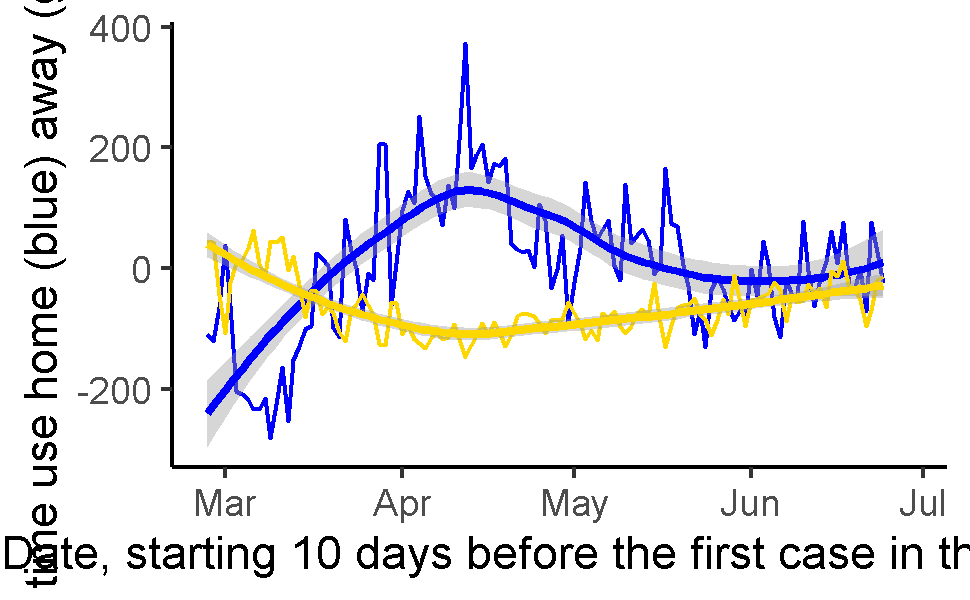 time use home (blue) away (
400
200
0
-200
Mar Apr May Jun Jul
Date, starting 10 days before the first case in th